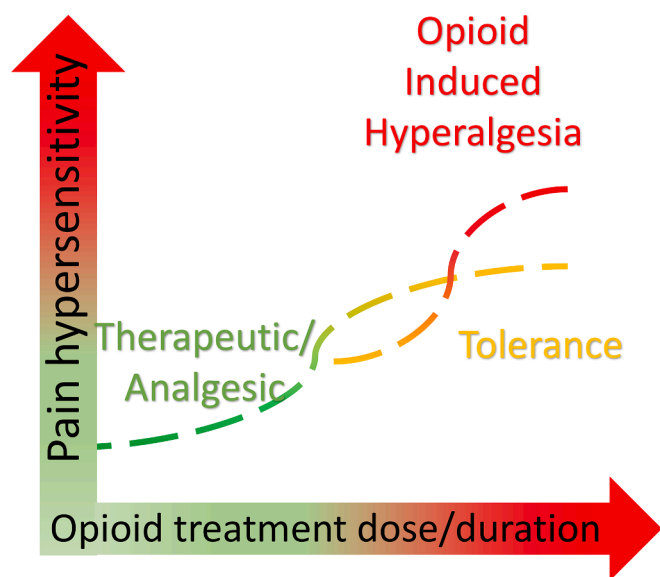 Opioid
Induced
Hyperalgesia
Pain hypersensitivity
Therapeutic/
Analgesic
Tolerance
Opioid treatment dose/duration